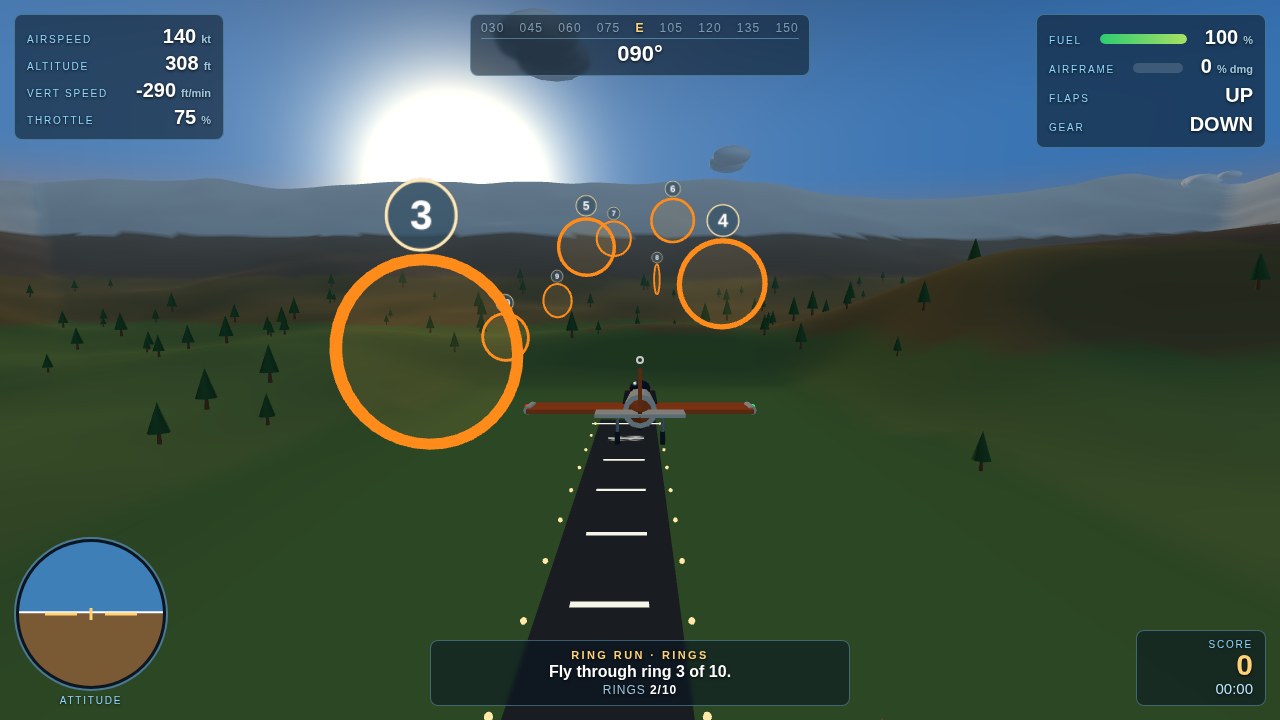 AIRSPEED 140 kt
ALTITUDE 308 ft
VERT SPEED -290 ft/min
THROTTLE 75 %
030 045 060 075 E 105 120 135 150
090°
FUEL 100 %
AIRFRAME 0 % dmg
FLAPS UP
GEAR DOWN
6
5
7
3
4
8
9
ATTITUDE
RING RUN · RINGS
Fly through ring 3 of 10.
RINGS 2/10
SCORE
0
00:00